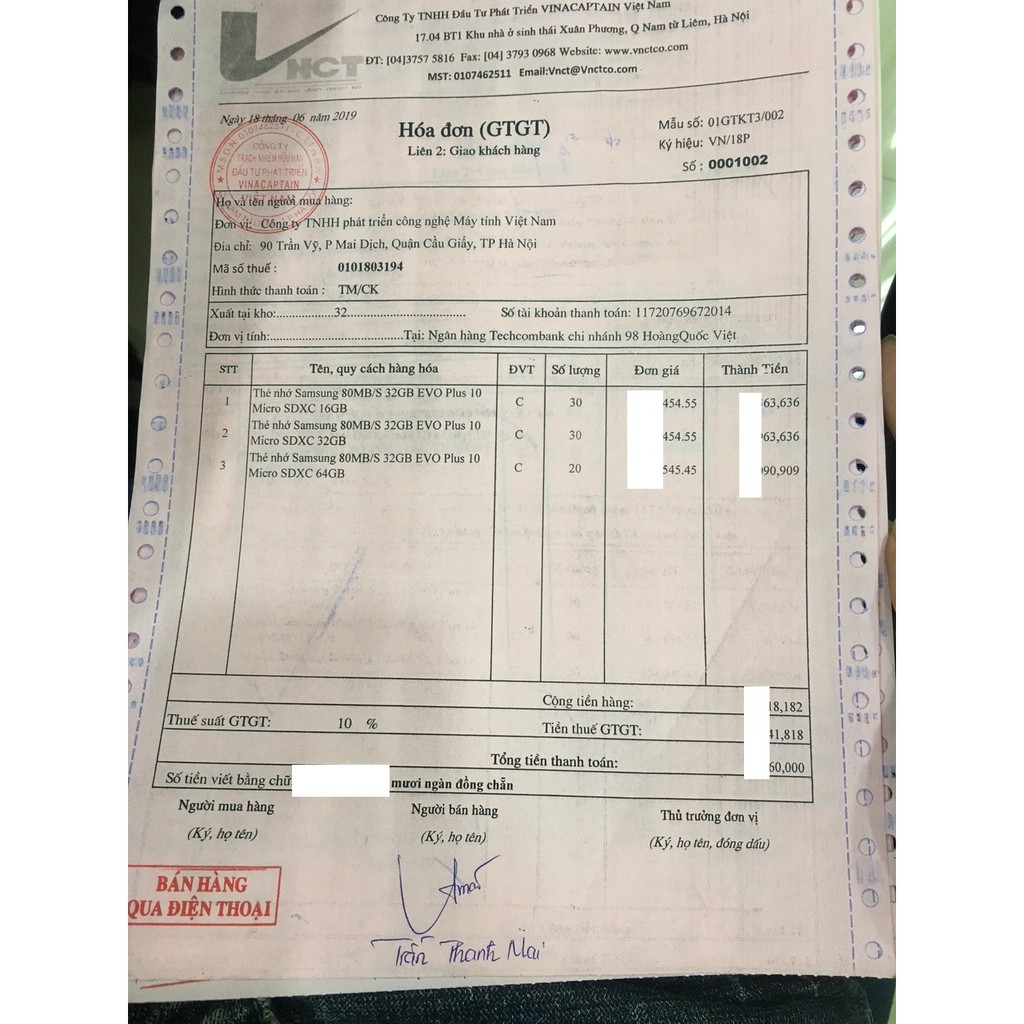 VNCT
Công Ty TNHH Đầu Tư Phát Triển VINACAPTAIN Việt Nam
17.04 BT1 Khu nhà ở sinh thái Xuân Phương, Q Nam từ Liêm, Hà Nội
ĐT: [04]3757 5816 Fax: [04] 3793 0968 Website: www.vnctco.com
MST: 0107462511 Email:Vnct@Vnctco.com
Ngày 18 tháng 06 năm 2019
Hóa đơn (GTGT)
Liên 2: Giao khách hàng
Mẫu số: 01GTKT3/002
Ký hiệu: VN/18P
Số : 0001002
CÔNG TY
TRÁCH NHIỆM HỮU HẠN
ĐẦU TƯ PHÁT TRIỂN
VINACAPTAIN
VIỆT NAM
Họ và tên người mua hàng:
Đơn vị: Công ty TNHH phát triển công nghệ Máy tính Việt Nam
Địa chỉ: 90 Trần Vỹ, P Mai Dịch, Quận Cầu Giấy, TP Hà Nội
Mã số thuế : 0101803194
Hình thức thanh toán : TM/CK
Xuất tại kho:..................32..................................... Số tài khoản thanh toán: 11720769672014
Đơn vị tính:..........................................Tại: Ngân hàng Techcombank chi nhánh 98 HoàngQuốc Việt
STT Tên, quy cách hàng hóa ĐVT Số lượng Đơn giá Thành Tiền
1 Thẻ nhớ Samsung 80MB/S 32GB EVO Plus 10 Micro SDXC 16GB C 30 454.55 63,636
2 Thẻ nhớ Samsung 80MB/S 32GB EVO Plus 10 Micro SDXC 32GB C 30 454.55 63,636
3 Thẻ nhớ Samsung 80MB/S 32GB EVO Plus 10 Micro SDXC 64GB C 20 545.45 90,909
Cộng tiền hàng: 18,182
Thuế suất GTGT: 10 % Tiền thuế GTGT: 41,818
Tổng tiền thanh toán: 60,000
Số tiền viết bằng chữ mươi ngàn đồng chẵn
Người mua hàng Người bán hàng Thủ trưởng đơn vị
(Ký, họ tên) (Ký, họ tên) (Ký, họ tên, đóng dấu)
BÁN HÀNG
QUA ĐIỆN THOẠI
Trần Thanh Mai